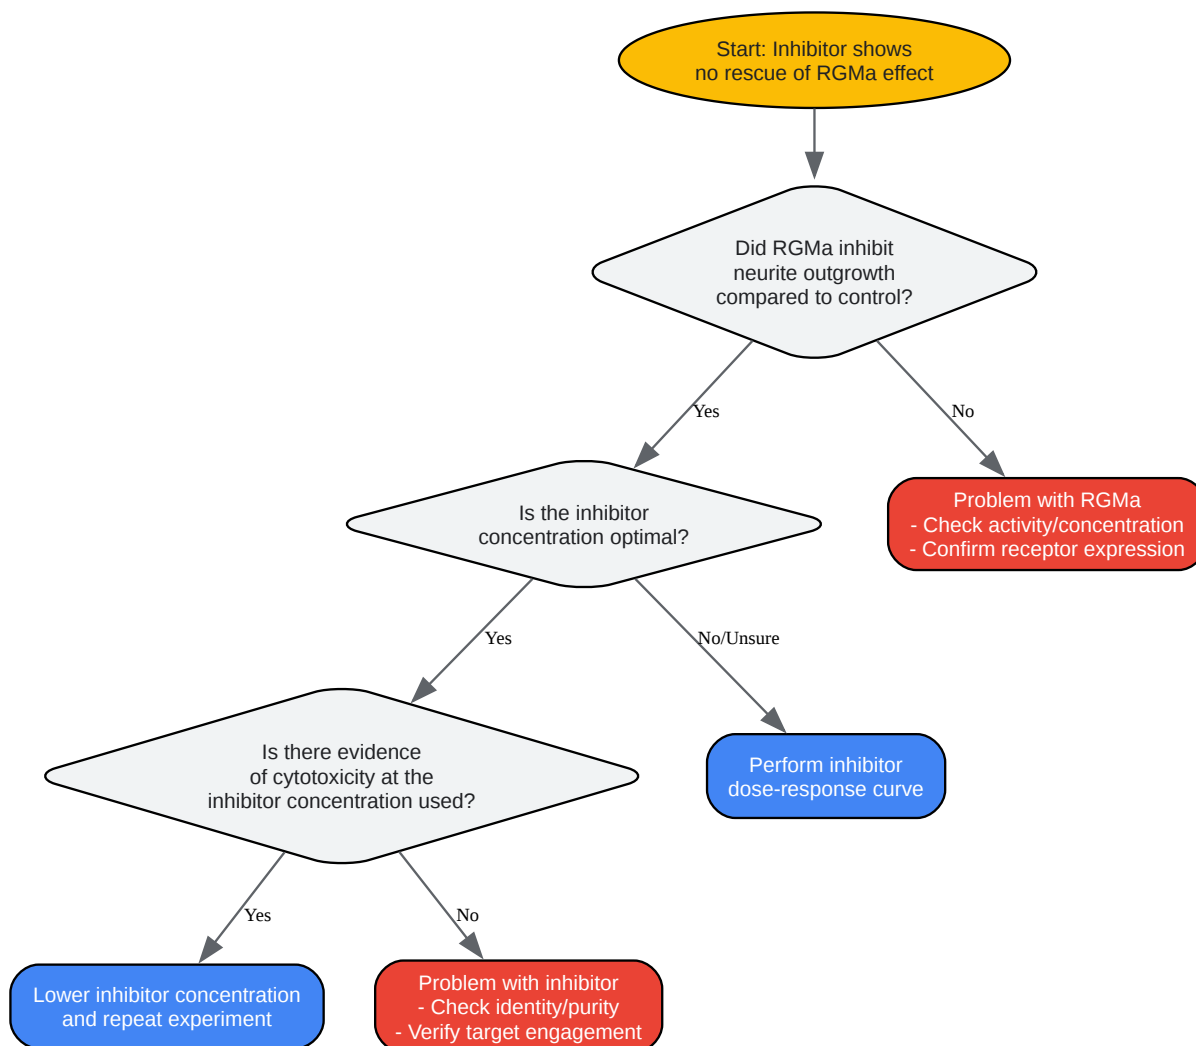 Start: Inhibitor shows
no rescue of RGMa effect
Did RGMa inhibit
neurite outgrowth
compared to control?
Yes
No
Is the inhibitor
concentration optimal?
Problem with RGMa
- Check activity/concentration
- Confirm receptor expression
Yes
No/Unsure
Is there evidence
of cytotoxicity at the
inhibitor concentration used?
Perform inhibitor
dose-response curve
Yes
No
Lower inhibitor concentration
and repeat experiment
Problem with inhibitor
- Check identity/purity
- Verify target engagement